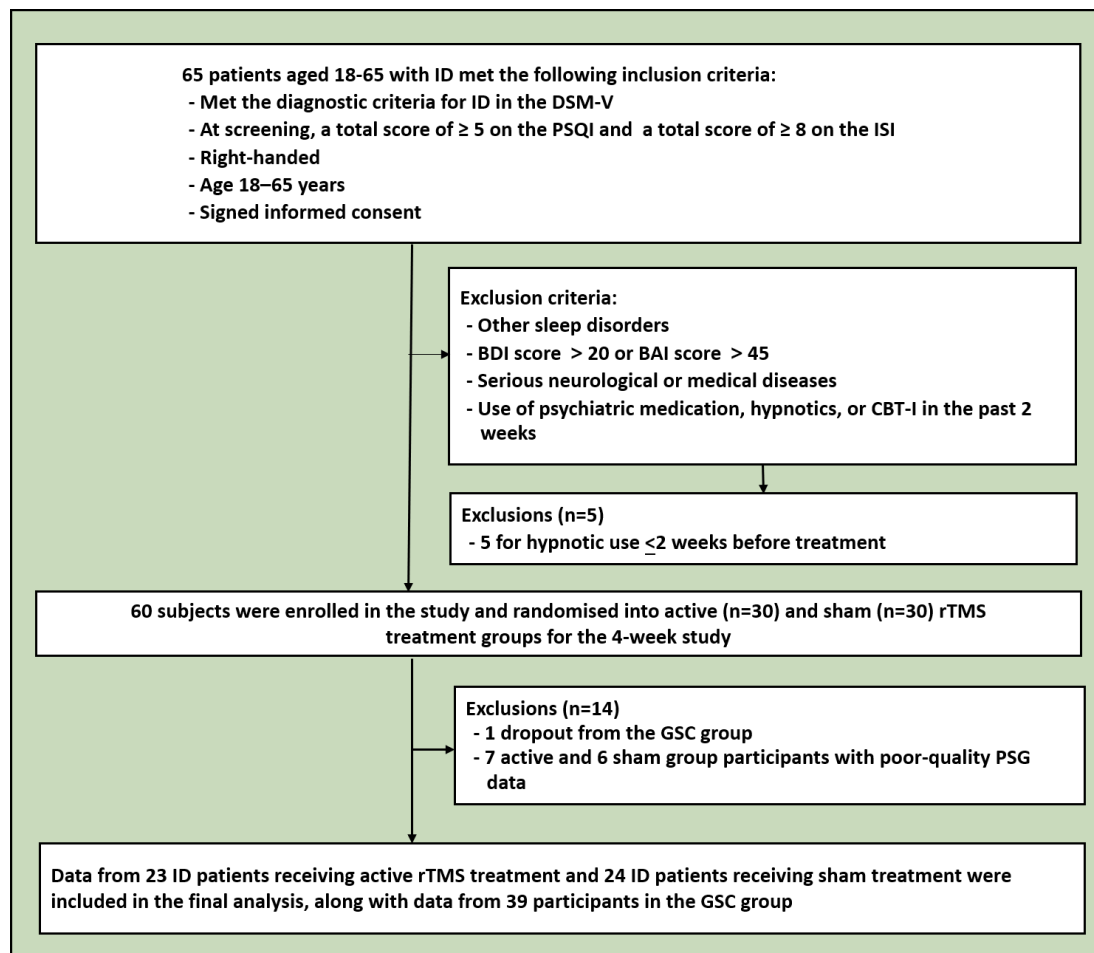 65 patients aged 18-65 with ID met the following inclusion criteria:
- Met the diagnostic criteria for ID in the DSM-V
- At screening, a total score of ≥ 5 on the PSQI and a total score of ≥ 8 on the ISI
- Right-handed
- Age 18–65 years
- Signed informed consent
Exclusion criteria:
- Other sleep disorders
- BDI score > 20 or BAI score > 45
- Serious neurological or medical diseases
- Use of psychiatric medication, hypnotics, or CBT-I in the past 2
weeks
Exclusions (n=5)
- 5 for hypnotic use <2 weeks before treatment
60 subjects were enrolled in the study and randomised into active (n=30) and sham (n=30) rTMS
treatment groups for the 4-week study
Exclusions (n=14)
- 1 dropout from the GSC group
- 7 active and 6 sham group participants with poor-quality PSG
data
Data from 23 ID patients receiving active rTMS treatment and 24 ID patients receiving sham treatment were
included in the final analysis, along with data from 39 participants in the GSC group